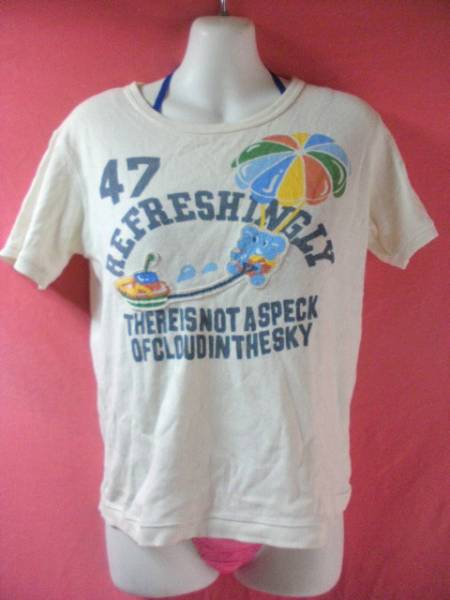 47
REFRESHINGLY
THEREISNOTASPECK
OFCLOUDINTHESKY